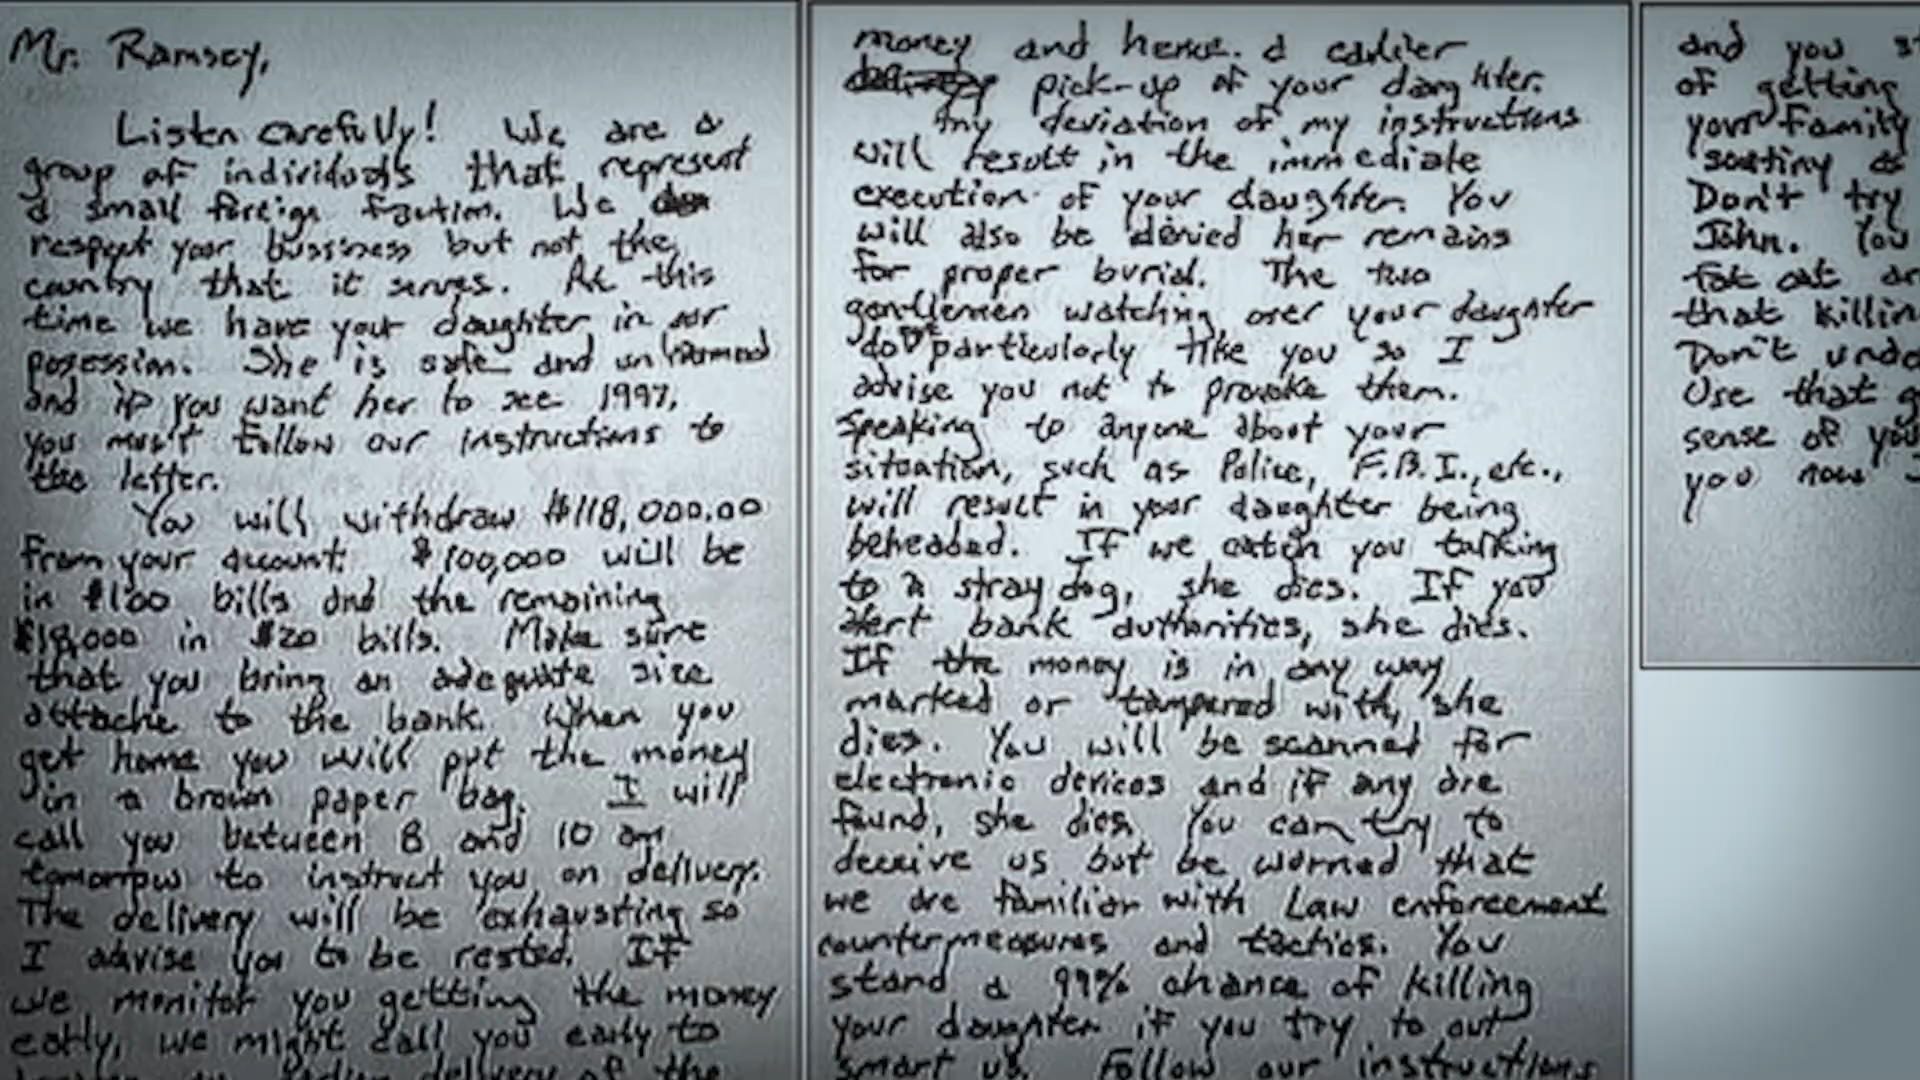 Mr. Ramsey,
Listen carefully! We are a
group of individuals that represent
a small foreign faction. We
respect your bussiness but not the
country that it serves. At this
time we have your daughter in our
posession. She is safe and unharmed
and if you want her to see 1997,
you must follow our instructions to
the letter.
You will withdraw $118,000.00
from your account. $100,000 will be
in $100 bills and the remaining
$18,000 in $20 bills. Make sure
that you bring an adequate size
attache to the bank. When you
get home you will put the money
in a brown paper bag. I will
call you between 8 and 10 am
tomorrow to instruct you on delivery.
The delivery will be exhausting so
I advise you to be rested. If
we monitor you getting the money
early, we might call you early to
delivery of the
money and hence. a earlier
pick-up of your daughter.
Any deviation of my instructions
will result in the immediate
execution of your daughter. You
will also be denied her remains
for proper burial. The two
gentlemen watching over your daughter
do not particularly like you so I
advise you not to provoke them.
Speaking to anyone about your
situation, such as Police, F.B.I., etc.,
will result in your daughter being
beheaded. If we catch you talking
to a stray dog, she dies. If you
alert bank authorities, she dies.
If the money is in any way
marked or tampered with, she
dies. You will be scanned for
electronic devices and if any are
found, she dies. You can try to
deceive us but be warned that
we are familiar with Law enforcement
countermeasures and tactics. You
stand a 99% chance of killing
your daughter if you try to out
smart us. Follow our instructions
and you
of getting
your family
scutiny as
Don't try
John. You
fat cat
that killin
Don't unde
Use that g
sense of you
you now